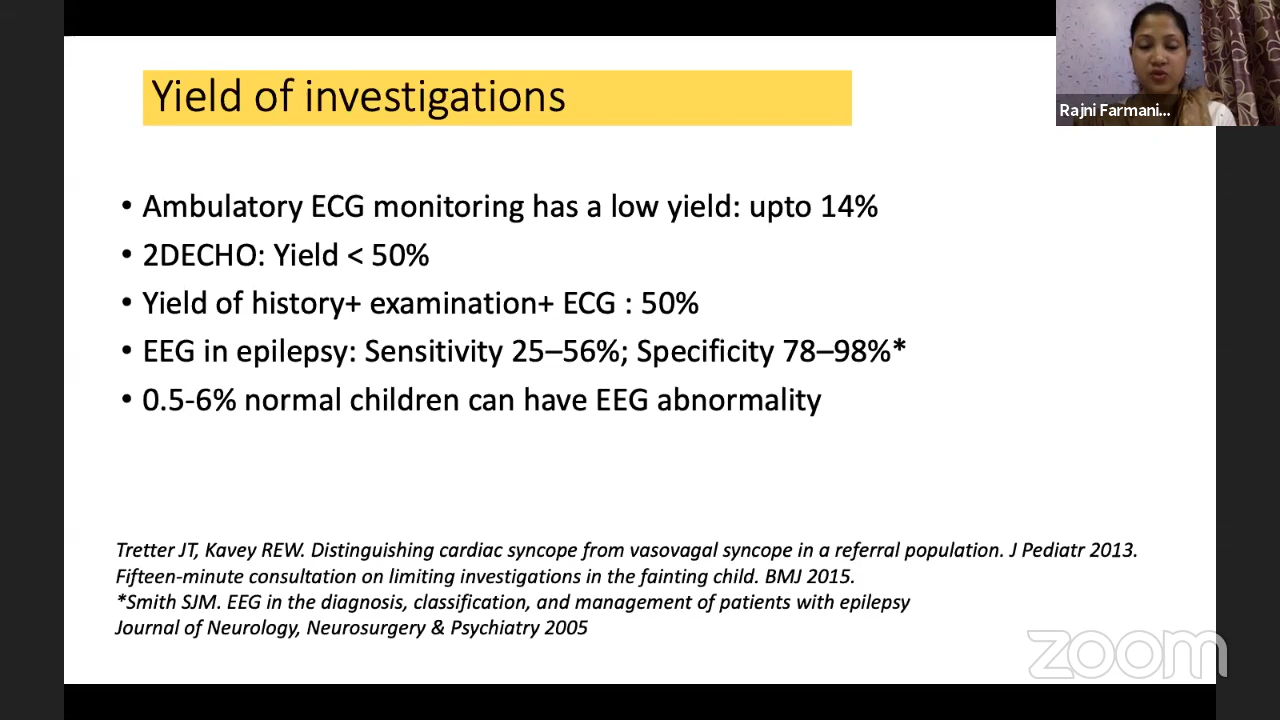 Yield of investigations
Rajni Farmani...
• Ambulatory ECG monitoring has a low yield: upto 14%
• 2DECHO: Yield < 50%
• Yield of history+ examination+ ECG : 50%
• EEG in epilepsy: Sensitivity 25–56%; Specificity 78–98%*
• 0.5-6% normal children can have EEG abnormality
Tretter JT, Kavey REW. Distinguishing cardiac syncope from vasovagal syncope in a referral population. J Pediatr 2013.
Fifteen-minute consultation on limiting investigations in the fainting child. BMJ 2015.
*Smith SJM. EEG in the diagnosis, classification, and management of patients with epilepsy
Journal of Neurology, Neurosurgery & Psychiatry 2005
zoom